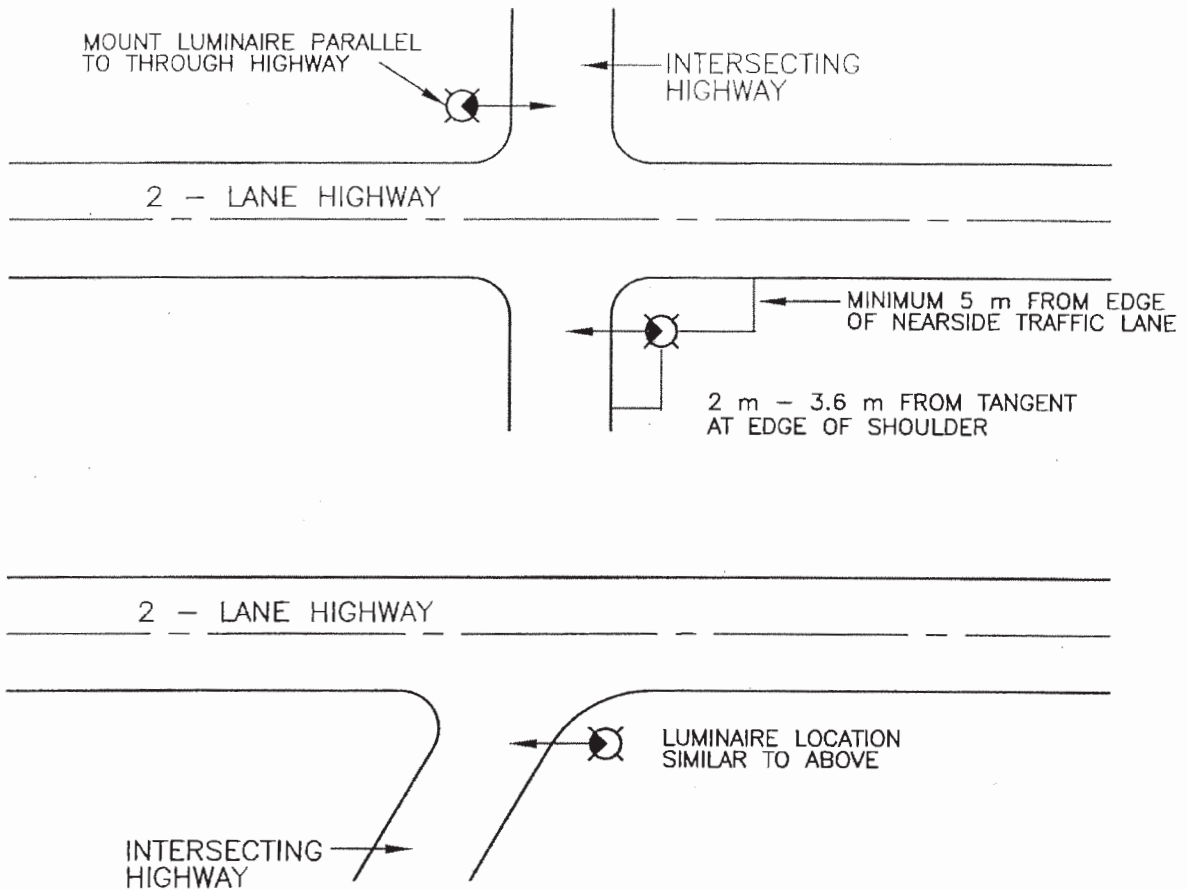 MOUNT LUMINAIRE PARALLEL
TO THROUGH HIGHWAY
INTERSECTING
HIGHWAY
2 - LANE HIGHWAY
MINIMUM 5 m FROM EDGE
OF NEARSIDE TRAFFIC LANE
2 m - 3.6 m FROM TANGENT
AT EDGE OF SHOULDER
2 - LANE HIGHWAY
LUMINAIRE LOCATION
SIMILAR TO ABOVE
INTERSECTING
HIGHWAY